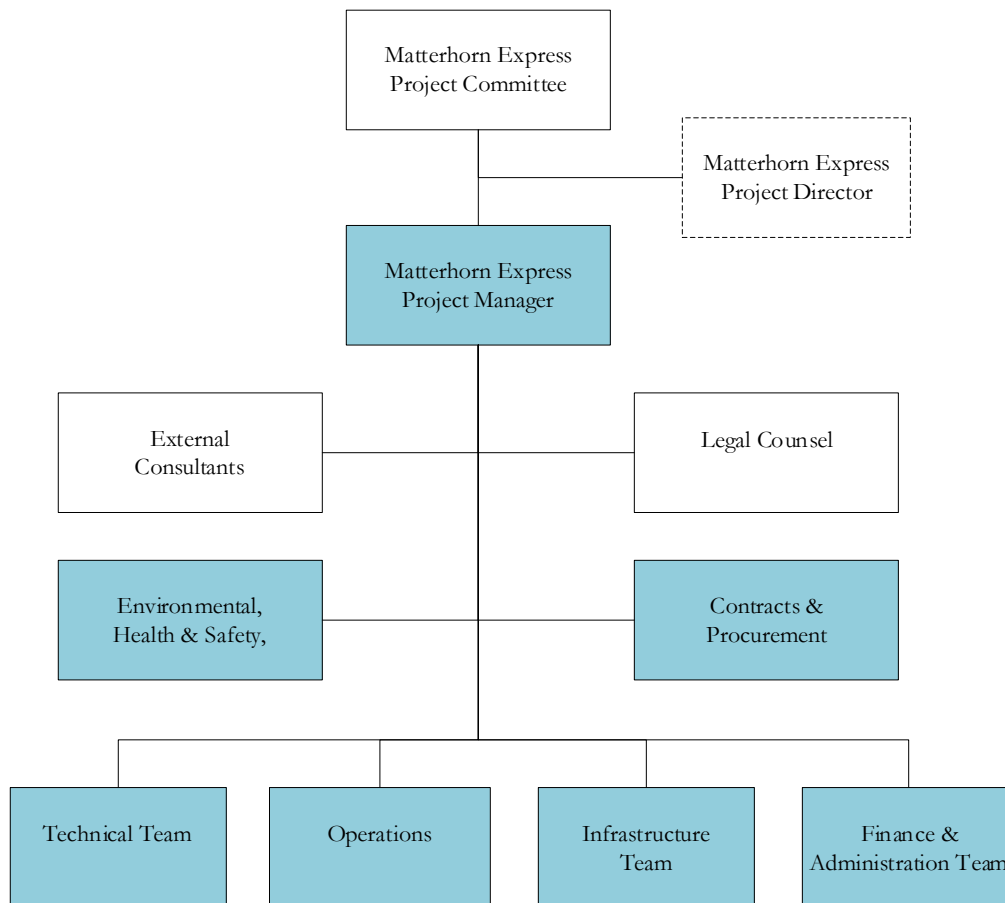 Matterhorn Express
Project Committee
Matterhorn Express
Project Director
Matterhorn Express
Project Manager
External
Consultants
Legal Counsel
Environmental,
Health & Safety,
Contracts &
Procurement
Technical Team
Operations
Infrastructure
Team
Finance &
Administration Team